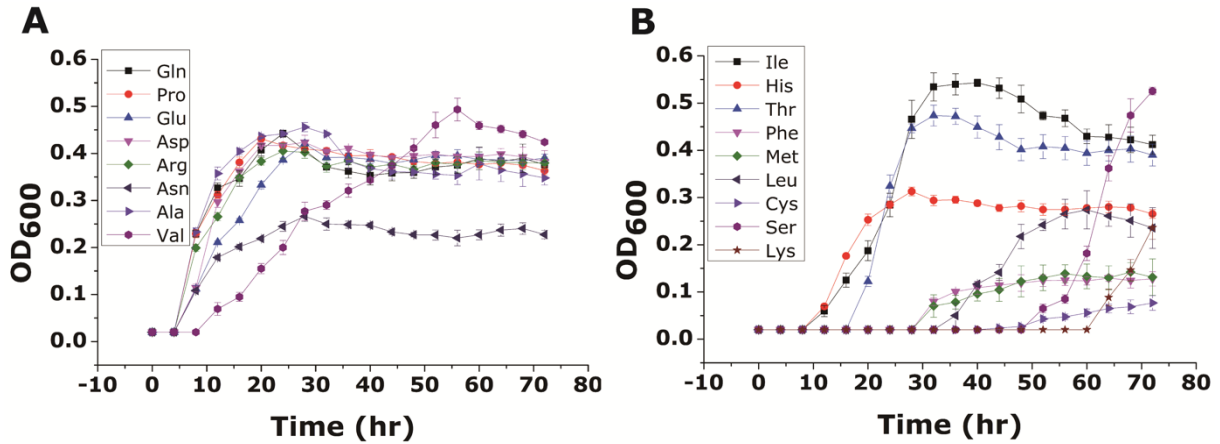 A
OD600
0.6
0.5
0.4
0.3
0.2
0.1
0.0
Gln
Pro
Glu
Asp
Arg
Asn
Ala
Val
-10 0 10 20 30 40 50 60 70 80
Time (hr)
B
OD600
0.6
0.5
0.4
0.3
0.2
0.1
0.0
Ile
His
Thr
Phe
Met
Leu
Cys
Ser
Lys
-10 0 10 20 30 40 50 60 70 80
Time (hr)